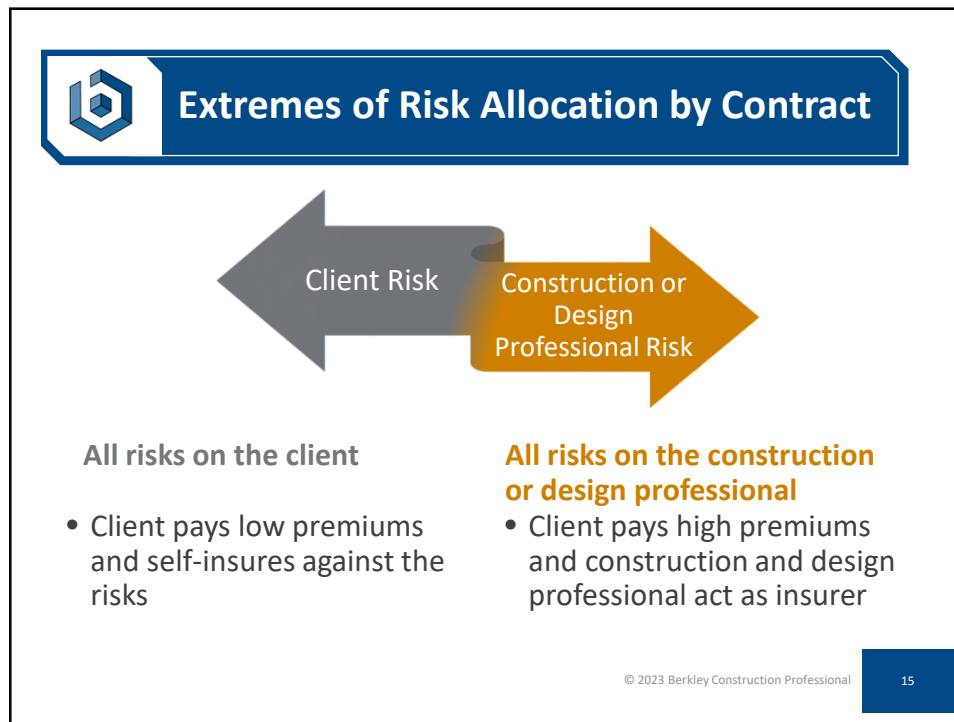 Extremes of Risk Allocation by Contract
Client Risk
Construction or
Design
Professional Risk
All risks on the client
• Client pays low premiums
and self-insures against the
risks
All risks on the construction
or design professional
• Client pays high premiums
and construction and design
professional act as insurer
© 2023 Berkley Construction Professional
15